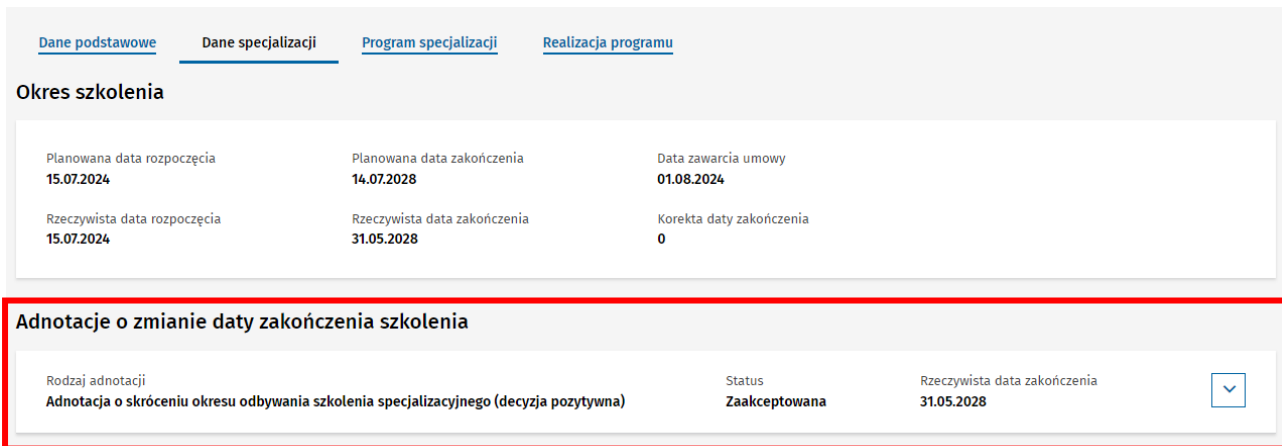 Dane podstawowe Dane specjalizacji Program specjalizacji Realizacja programu
Okres szkolenia
Planowana data rozpoczęcia Planowana data zakończenia Data zawarcia umowy
15.07.2024 14.07.2028 01.08.2024
Rzeczywista data rozpoczęcia Rzeczywista data zakończenia Korekta daty zakończenia
15.07.2024 31.05.2028 0
Adnotacje o zmianie daty zakończenia szkolenia
Rodzaj adnotacji Status Rzeczywista data zakończenia
Adnotacja o skróceniu okresu odbywania szkolenia specjalizacyjnego (decyzja pozytywna) Zaakceptowana 31.05.2028